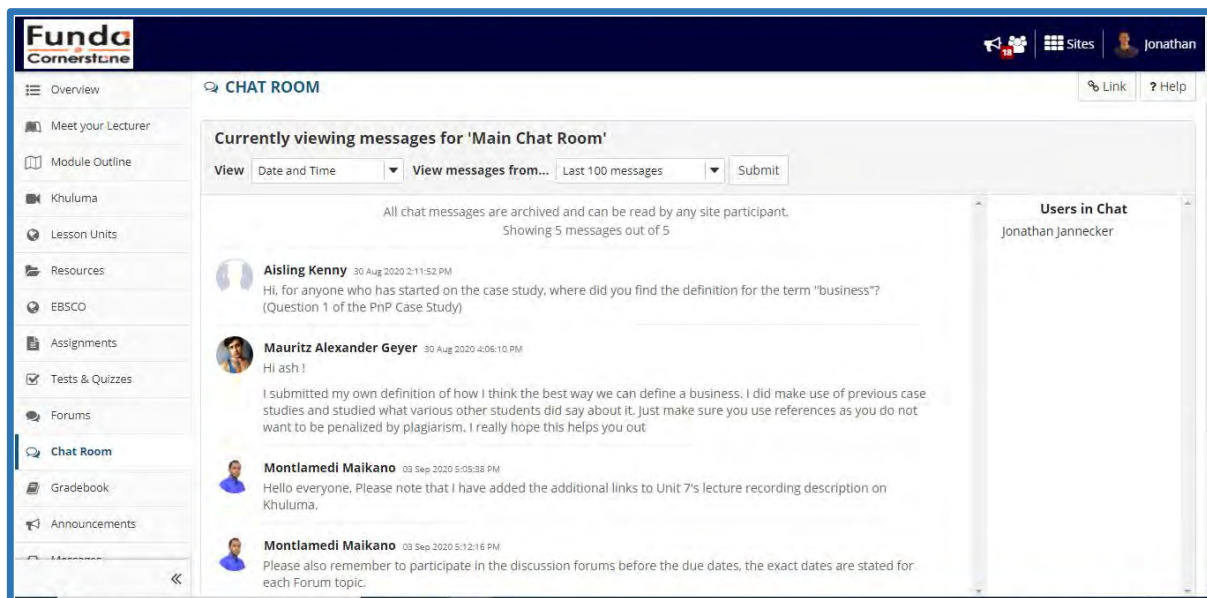 Funda
Cornerstone
18
Sites
Jonathan
Overview
Meet your Lecturer
Module Outline
Khuluma
Lesson Units
Resources
EBSCO
Assignments
Tests & Quizzes
Forums
Chat Room
Gradebook
Announcements
Messages
CHAT ROOM
Link
? Help
Currently viewing messages for 'Main Chat Room'
View Date and Time View messages from... Last 100 messages Submit
All chat messages are archived and can be read by any site participant.
Showing 5 messages out of 5
Aisling Kenny 30 Aug 2020 2:11:52 PM
Hi, for anyone who has started on the case study, where did you find the definition for the term "business"?
(Question 1 of the PnP Case Study)
Mauritz Alexander Geyer 30 Aug 2020 4:06:10 PM
Hi ash !
I submitted my own definition of how I think the best way we can define a business. I did make use of previous case
studies and studied what various other students did say about it. Just make sure you use references as you do not
want to be penalized by plagiarism. I really hope this helps you out
Montlamedi Maikano 03 Sep 2020 5:05:38 PM
Hello everyone, Please note that I have added the additional links to Unit 7's lecture recording description on
Khuluma.
Montlamedi Maikano 03 Sep 2020 5:12:16 PM
Please also remember to participate in the discussion forums before the due dates, the exact dates are stated for
each Forum topic.
Users in Chat
Jonathan Jannecker